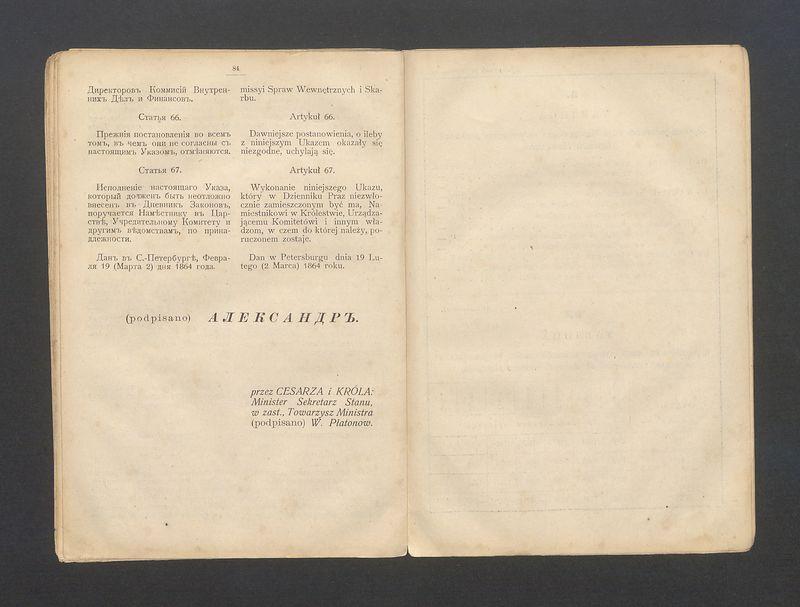 84
Директоровъ Коммисій Внутрен-
нихъ Дѣлъ и Финансовъ.
Статья 66.
Прежнія постановленія во всемъ
томъ, въ чемъ они не согласны съ
настоящимъ Указомъ, отмѣняются.
Статья 67.
Исполненіе настоящаго Указа,
который долженъ быть неотложно
внесенъ въ Дневникъ Законовъ,
поручается Намѣстнику въ Цар-
ствѣ, Учредительному Комитету и
другимъ вѣдомствамъ, по прина-
длежности.
Данъ въ С.-Петербургѣ, Февра-
ля 19 (Марта 2) дня 1864 года.
missyi Spraw Wewnętrznych i Ska-
rbu.
Artykuł 66.
Dawniejsze postanowienia, o ileby
z niniejszym Ukazem okazały się
niezgodne, uchylają się.
Artykuł 67.
Wykonanie niniejszego Ukazu,
który w Dzienniku Praw niezwło-
cznie zamieszczonym być ma, Na-
miestnikowi w Królestwie, Urządza-
jącemu Komitetówi i innym wła-
dzom, w czem do której należy, po-
ruczonem zostaje.
Dan w Petersburgu dnia 19 Lu-
tego (2 Marca) 1864 roku.
(podpisano) АЛЕКСАНДРЪ.
przez CESARZA i KRÓLA:
Minister Sekretarz Stanu,
w zast., Towarzysz Ministra
(podpisano) W. Płatonow.